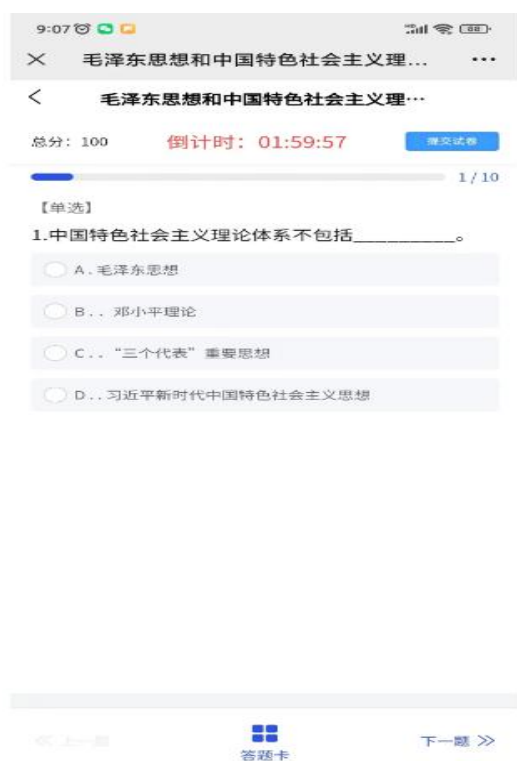 9:07
88
毛泽东思想和中国特色社会主义理...
毛泽东思想和中国特色社会主义理...
总分: 100 倒计时: 01:59:57 提交试卷
1/10
【单选】
1.中国特色社会主义理论体系不包括_________。
A.毛泽东思想
B.. 邓小平理论
C.. “三个代表”重要思想
D..习近平新时代中国特色社会主义思想
上一题
答题卡
下一题